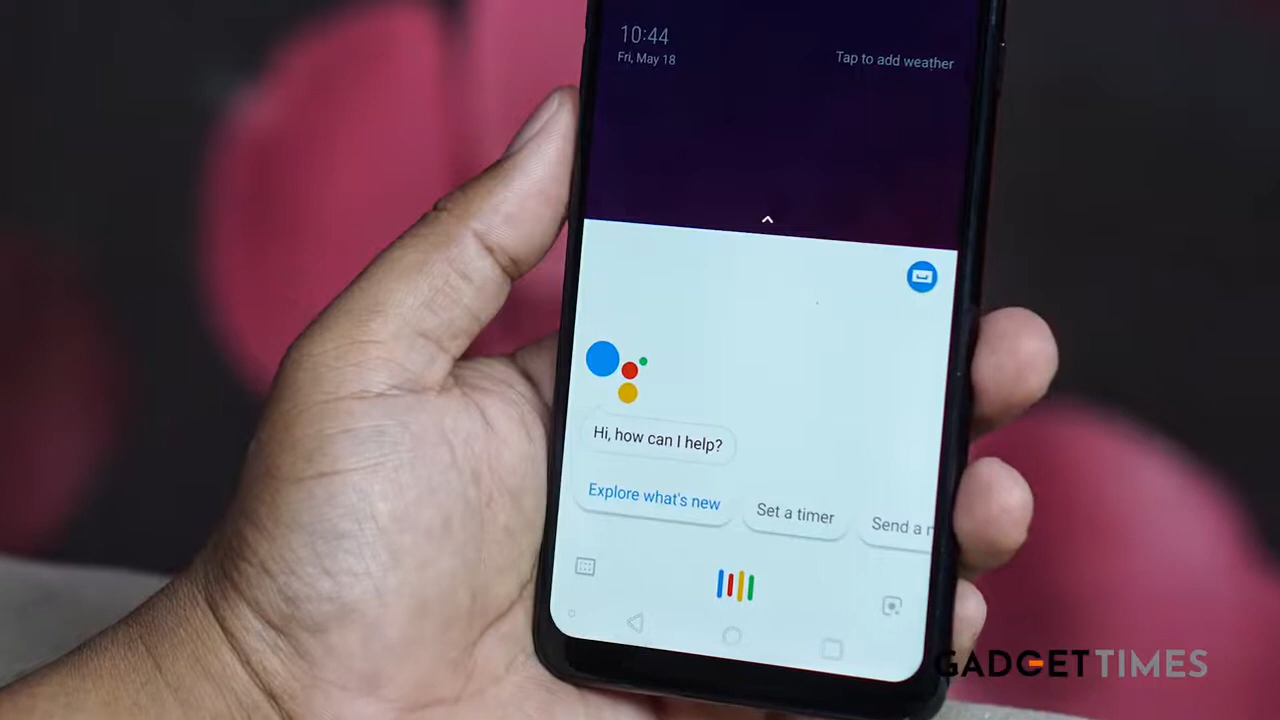 10:44
Fri, May 18
Tap to add weather
Hi, how can I help?
Explore what's new
Set a timer
Send a
GADGETTIMES